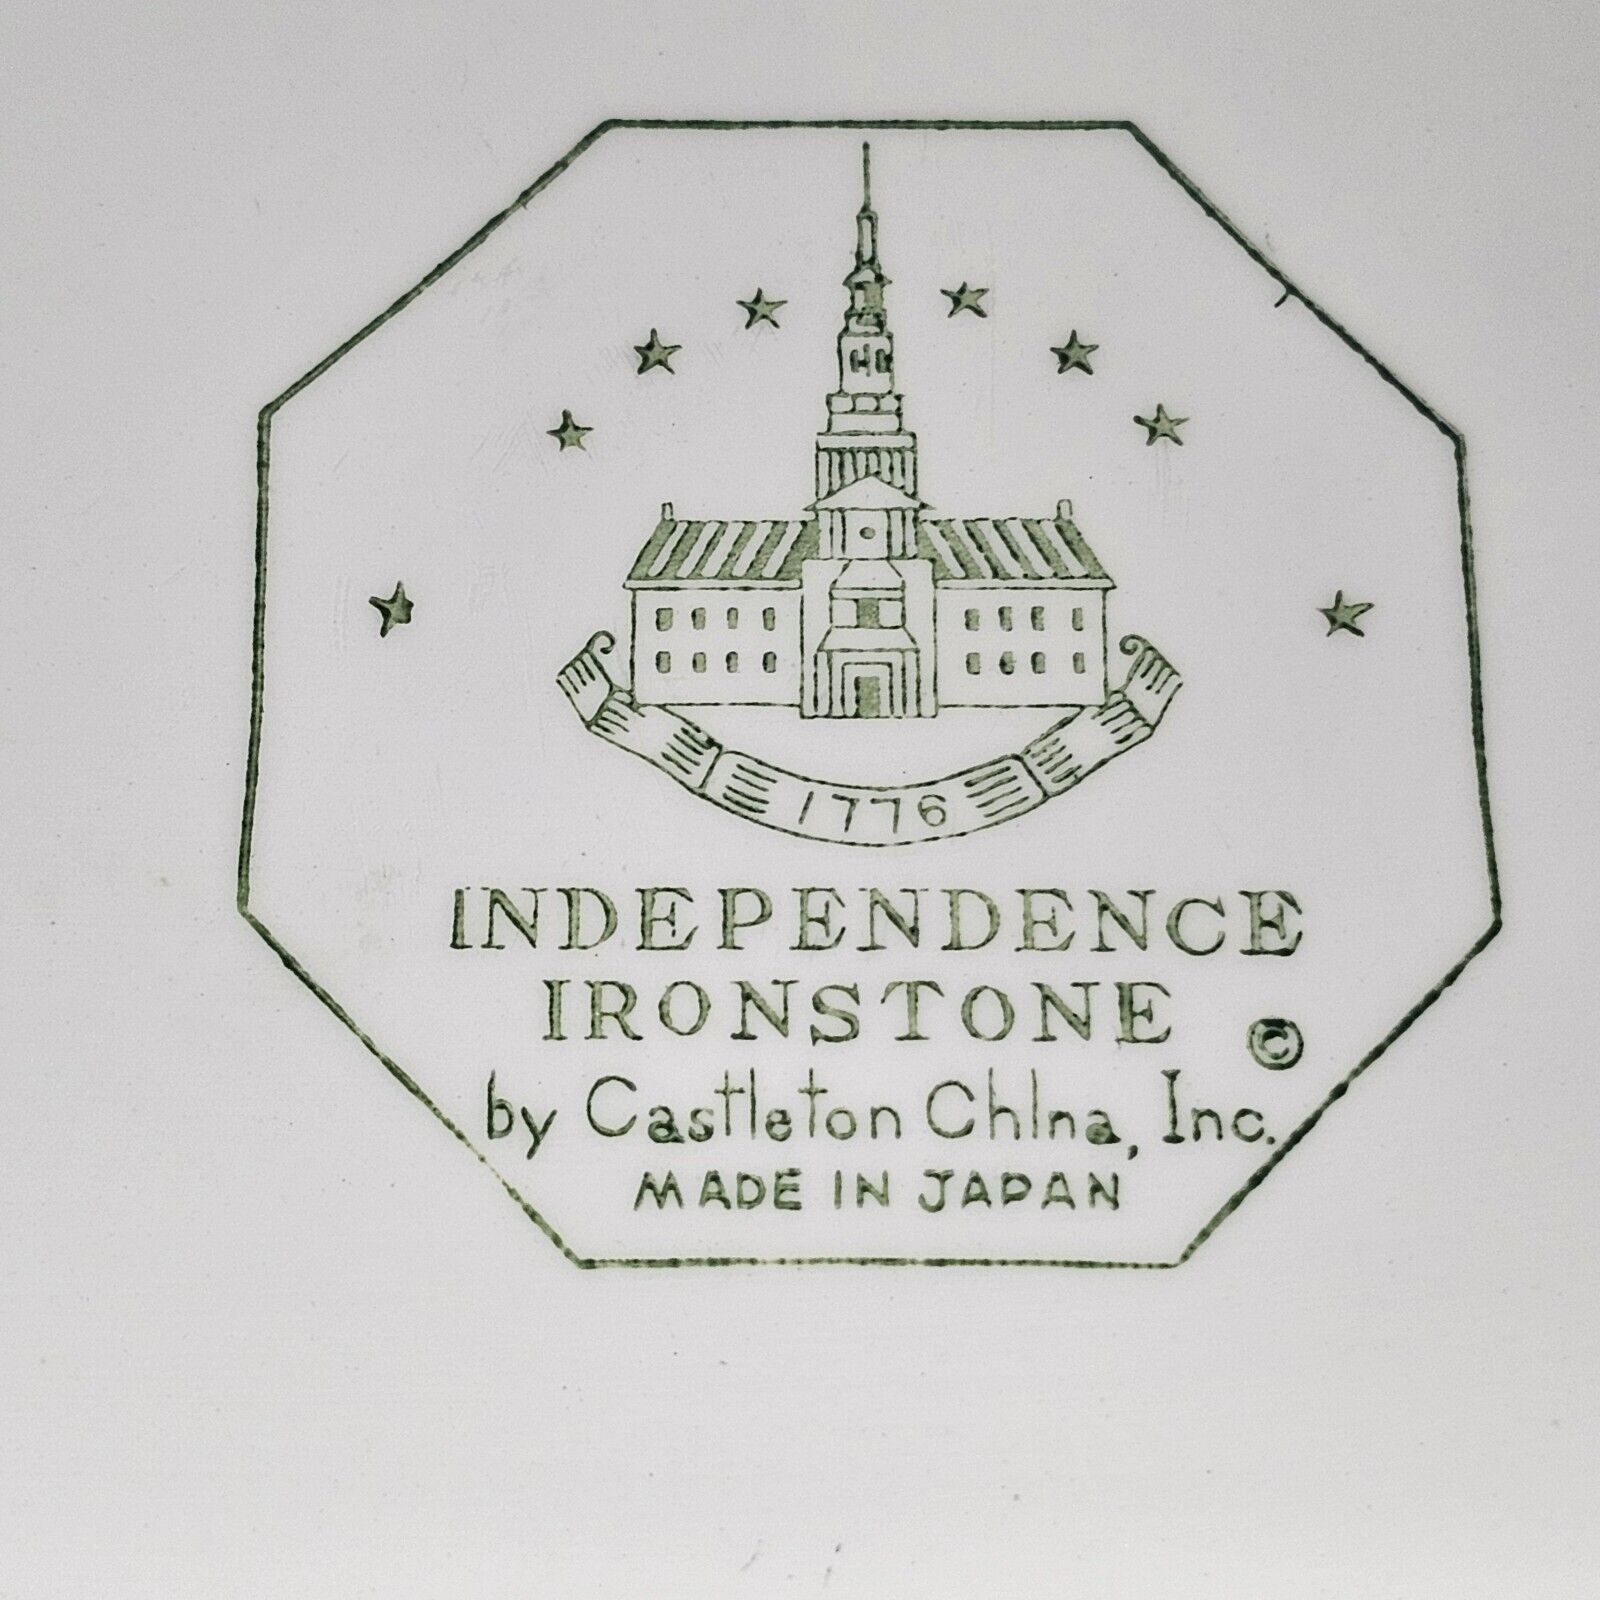 1776
INDEPENDENCE
IRONSTONE ©
by Castleton ChIna, Inc.
MADE IN JAPAN